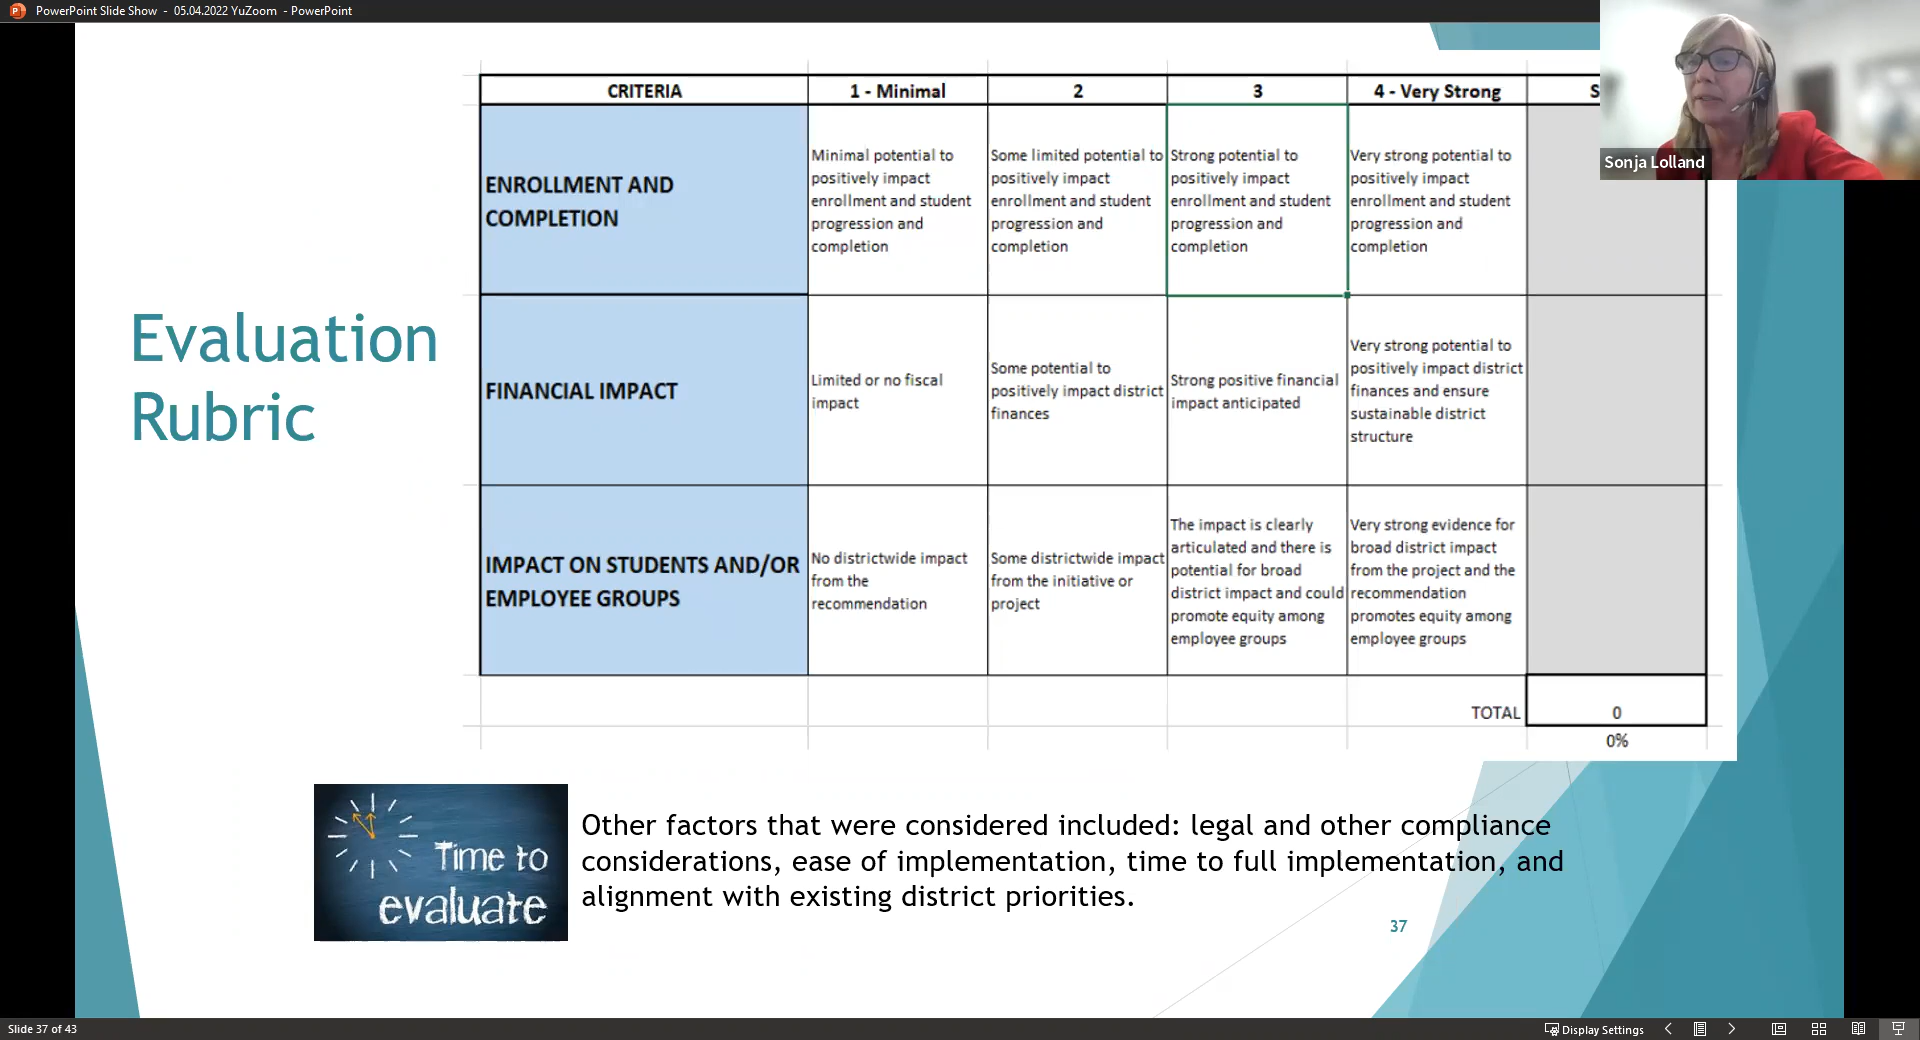 PowerPoint Slide Show - 05.04.2022 YuZoom - PowerPoint
Sonja Lolland
Evaluation
Rubric
CRITERIA
1 - Minimal
2
3
4 - Very Strong
S
ENROLLMENT AND
COMPLETION
Minimal potential to
positively impact
enrollment and student
progression and
completion
Some limited potential to
positively impact
enrollment and student
progression and
completion
Strong potential to
positively impact
enrollment and student
progression and
completion
Very strong potential to
positively impact
enrollment and student
progression and
completion
FINANCIAL IMPACT
Limited or no fiscal
impact
Some potential to
positively impact district
finances
Strong positive financial
impact anticipated
Very strong potential to
positively impact district
finances and ensure
sustainable district
structure
IMPACT ON STUDENTS AND/OR
EMPLOYEE GROUPS
No districtwide impact
from the
recommendation
Some districtwide impact
from the initiative or
project
The impact is clearly
articulated and there is
potential for broad
district impact and could
promote equity among
employee groups
Very strong evidence for
broad district impact
from the project and the
recommendation
promotes equity among
employee groups
TOTAL
0
0%
Time to
evaluate
Other factors that were considered included: legal and other compliance
considerations, ease of implementation, time to full implementation, and
alignment with existing district priorities.
37
Slide 37 of 43
Display Settings